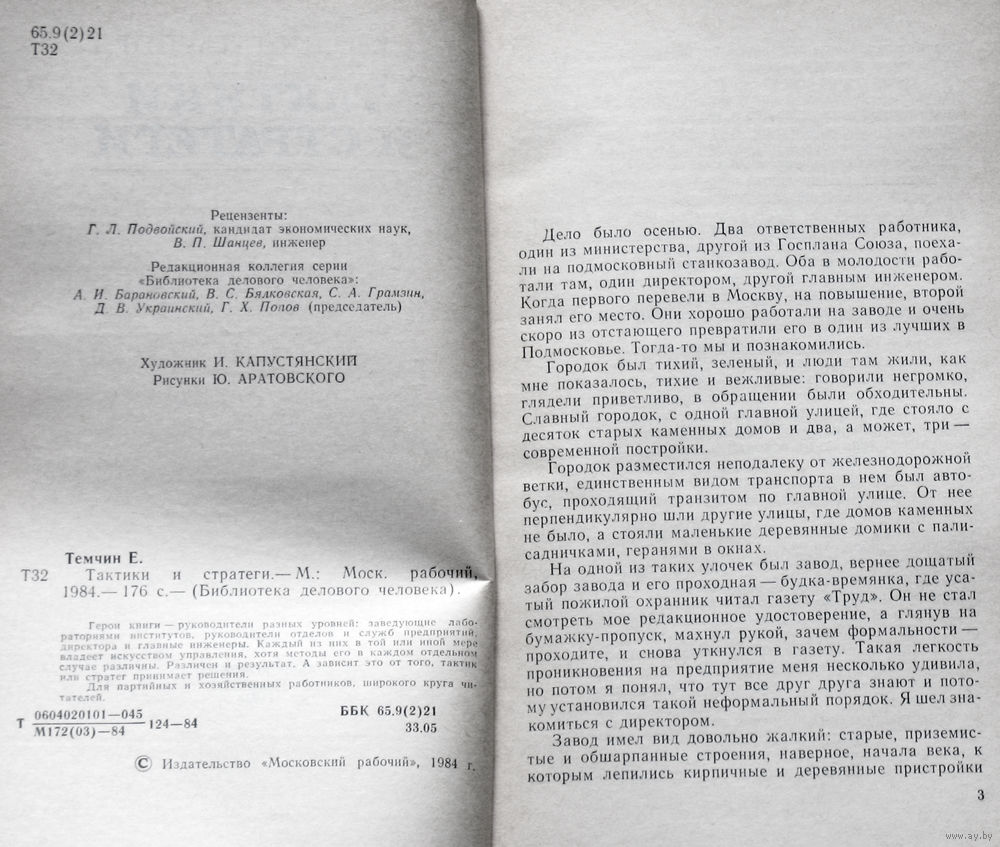 65.9(2)21
Т32
Рецензенты:
Г. Л. Подвойский, кандидат экономических наук,
В. П. Шанцев, инженер
Редакционная коллегия серии
«Библиотека делового человека»:
А. И. Барановский, В. С. Бялковская, С. А. Грамзин,
Д. В. Украинский, Г. Х. Попов (председатель)
Художник И. КАПУСТЯНСКИЙ
Рисунки Ю. АРАТОВСКОГО
Темчин Е.
Т32 Тактики и стратеги.— М.: Моск. рабочий,
1984.— 176 с.— (Библиотека делового человека).
Герои книги — руководители разных уровней: заведующие лабо-
раториями институтов, руководители отделов и служб предприятий,
директора и главные инженеры. Каждый из них в той или иной мере
владеет искусством управления, хотя методы его в каждом отдельном
случае различны. Различен и результат. А зависит это от того, тактик
или стратег принимает решения.
Для партийных и хозяйственных работников, широкого круга чи-
тателей.
Т 0604020101—045 124—84
М172(03)—84
ББК 65.9(2)21
33.05
© Издательство «Московский рабочий», 1984 г.
Дело было осенью. Два ответственных работника,
один из министерства, другой из Госплана Союза, поеха-
ли на подмосковный станкозавод. Оба в молодости рабо-
тали там, один директором, другой главным инженером.
Когда первого перевели в Москву, на повышение, второй
занял его место. Они хорошо работали на заводе и очень
скоро из отстающего превратили его в один из лучших в
Подмосковье. Тогда-то мы и познакомились.
Городок был тихий, зеленый, и люди там жили, как
мне показалось, тихие и вежливые: говорили негромко,
глядели приветливо, в обращении были обходительны.
Славный городок, с одной главной улицей, где стояло с
десяток старых каменных домов и два, а может, три —
современной постройки.
Городок разместился неподалеку от железнодорожной
ветки, единственным видом транспорта в нем был авто-
бус, проходящий транзитом по главной улице. От нее
перпендикулярно шли другие улицы, где домов каменных
не было, а стояли маленькие деревянные домики с пали-
садничками, геранями в окнах.
На одной из таких улочек был завод, вернее дощатый
забор завода и его проходная — будка-времянка, где уса-
тый пожилой охранник читал газету «Труд». Он не стал
смотреть мое редакционное удостоверение, а глянув на
бумажку-пропуск, махнул рукой, зачем формальности —
проходите, и снова уткнулся в газету. Такая легкость
проникновения на предприятие меня несколько удивила,
но потом я понял, что тут все друг друга знают и пото-
му установился такой неформальный порядок. Я шел зна-
комиться с директором.
Завод имел вид довольно жалкий: старые, приземис-
тые и обшарпанные строения, наверное, начала века, к
которым лепились кирпичные и деревянные пристройки
3
www.ay.by